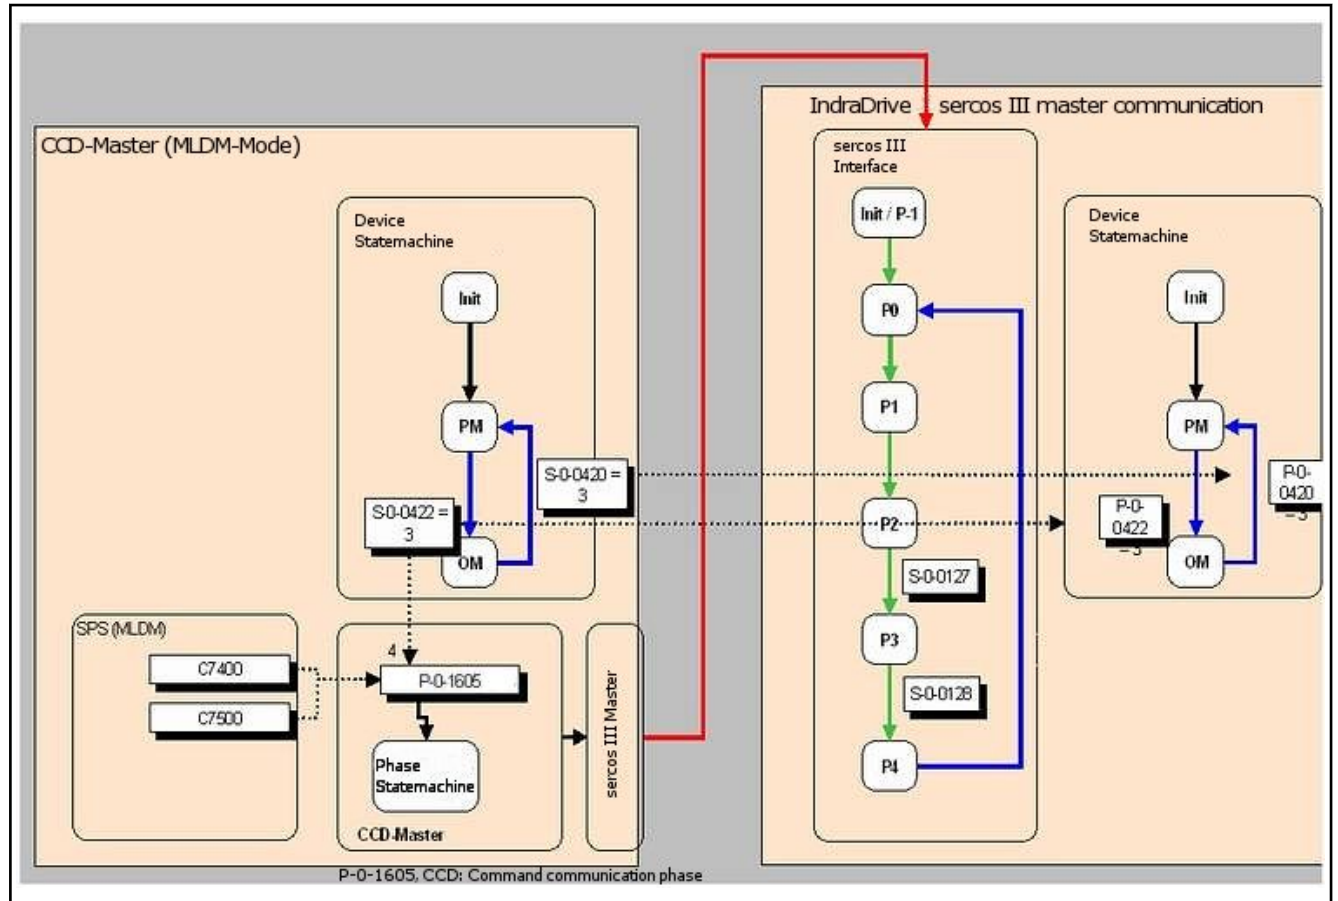 IndraDrive sercos III master communication
CCD-Master (MLDM-Mode)
sercos III
Interface
Device
Statemachine
Device
Statemachine
Init / P-1
Init
Init
P0
P1
PM
PM
S-0-0420 =
3
P-0-
0420
S-0-0422 =
3
P2
P-0-
0422
OM
OM
S-0-0127
SPS (MLDM)
P3
4
C7400
P-0-1605
S-0-0128
C7500
sercos III Master
Phase
Statemachine
P4
CCD-Master
P-0-1605, CCD: Command communication phase